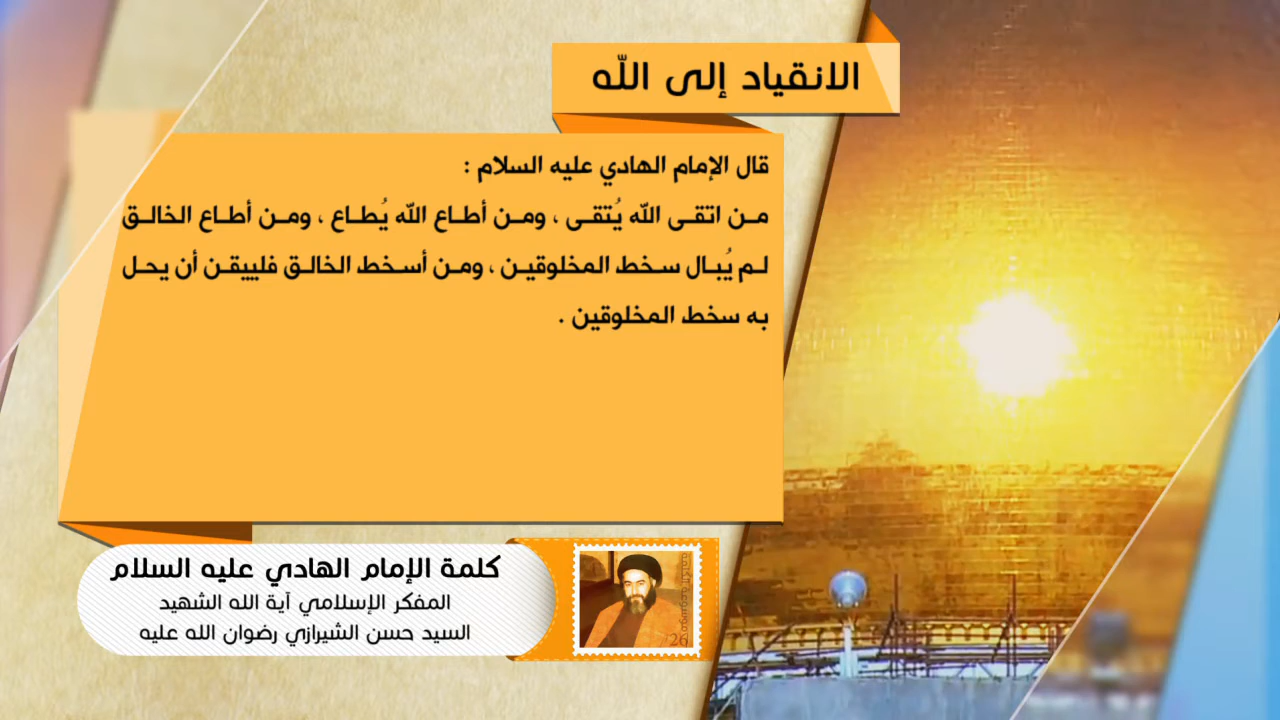 الانقياد إلى الله
قال الإمام الهادي عليه السلام :
مـن اتقـى الله يُتقـى ، ومـن أطـاع الله يُطـاع ، ومـن أطاع الخالـق
لـم يُبـال سـخط المخلوقيـن ، ومـن أسـخط الخالـق فلييقـن أن يحـل
به سخط المخلوقين .
كلمة الإمام الهادي عليه السلام
المفكر الإسلامي آية الله الشهيد
السيد حسن الشيرازي رضوان الله عليه
26